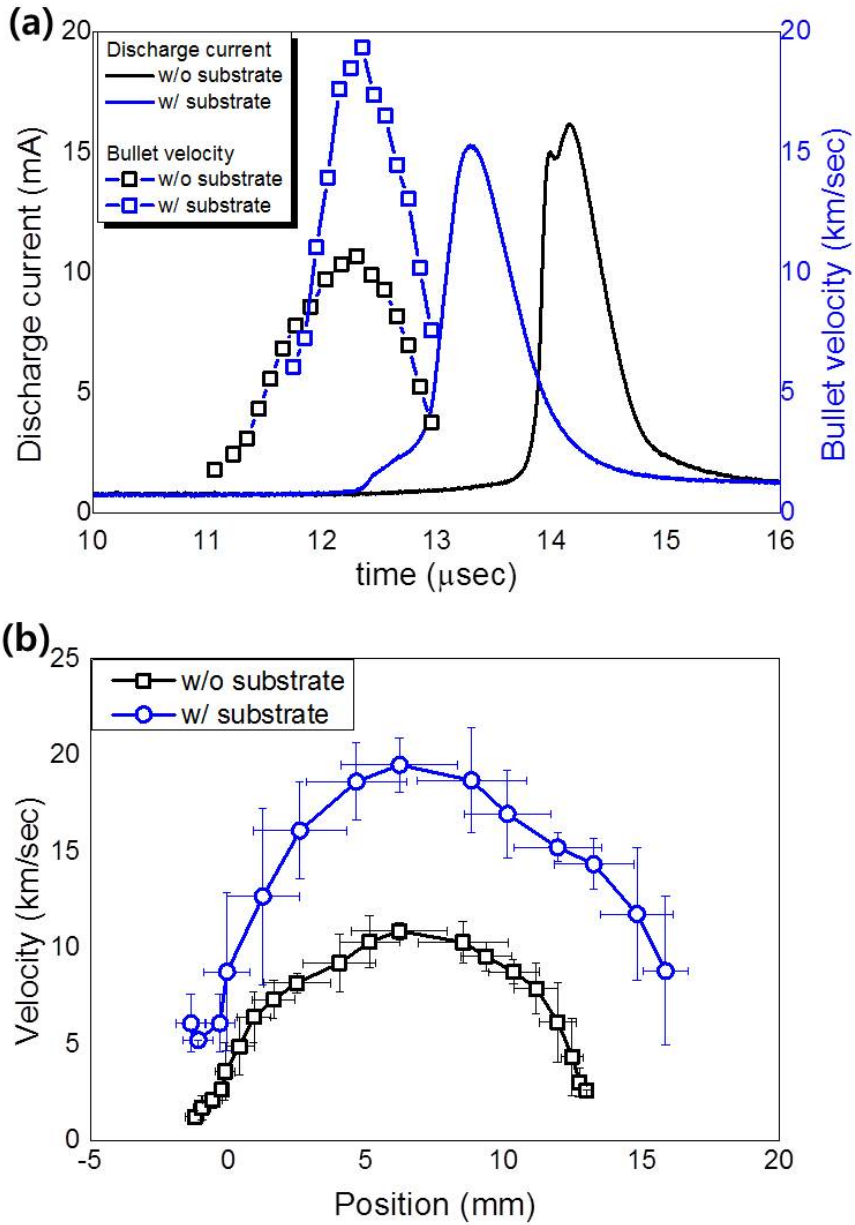 (a)
20
15
10
5
0
Discharge current (mA)
Discharge current
w/o substrate
w/ substrate
Bullet velocity
w/o substrate
w/ substrate
20
15
10
5
0
Bullet velocity (km/sec)
10 11 12 13 14 15 16
time (μsec)
(b)
25
20
15
10
5
0
Velocity (km/sec)
w/o substrate
w/ substrate
-5 0 5 10 15 20
Position (mm)